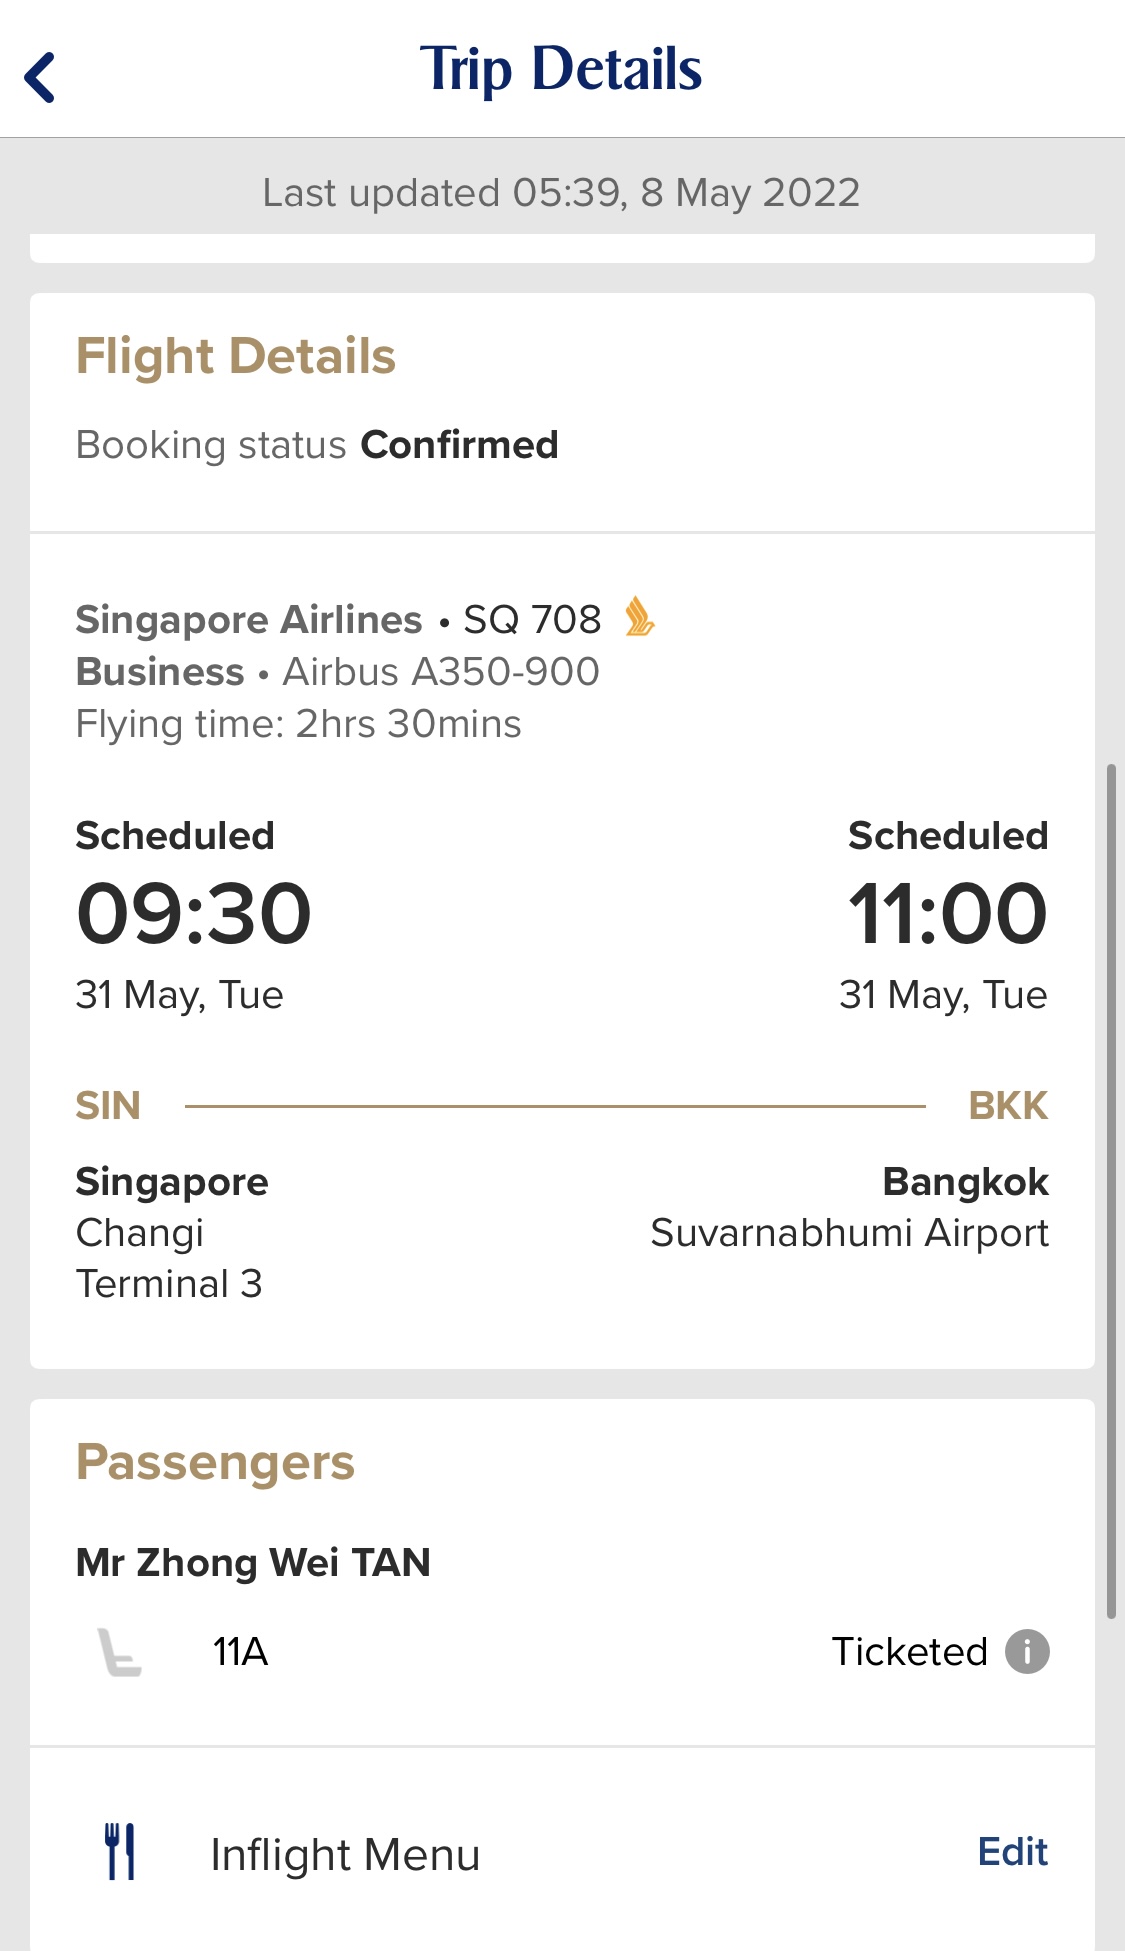 Trip Details
Last updated 05:39, 8 May 2022
Flight Details
Booking status Confirmed
Singapore Airlines • SQ 708
Business • Airbus A350-900
Flying time: 2hrs 30mins
Scheduled
09:30
31 May, Tue
Scheduled
11:00
31 May, Tue
SIN
BKK
Singapore
Changi
Terminal 3
Bangkok
Suvarnabhumi Airport
Passengers
Mr Zhong Wei TAN
11A
Ticketed
Inflight Menu
Edit